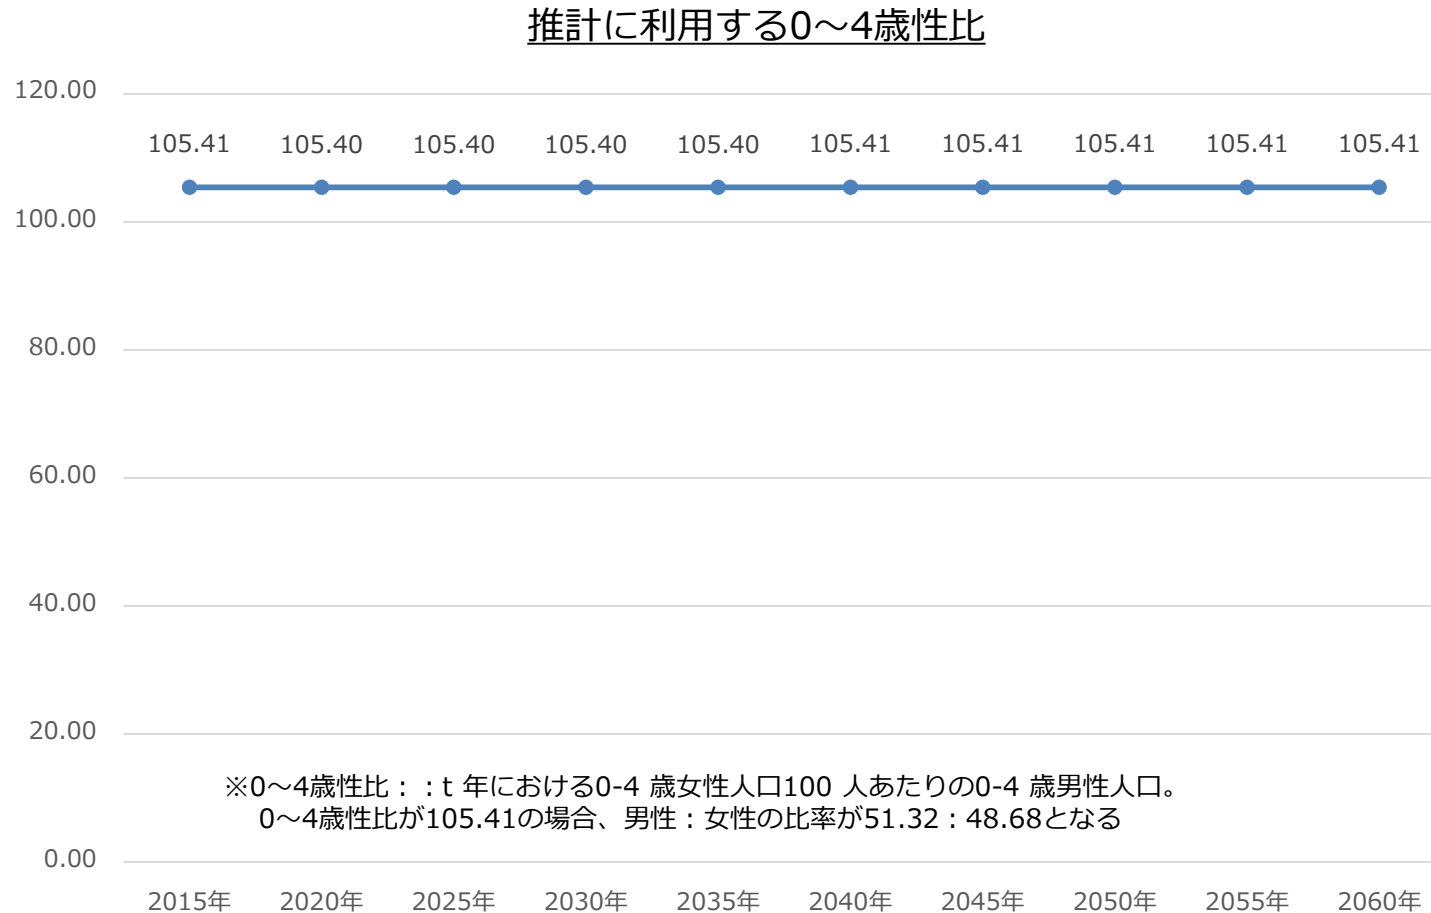 推計に利用する0～4歳性比
120.00
105.41 105.40 105.40 105.40 105.40 105.41 105.41 105.41 105.41 105.41
100.00
80.00
60.00
40.00
20.00
※0～4歳性比：：t 年における0-4 歳女性人口100 人あたりの0-4 歳男性人口。
0～4歳性比が105.41の場合、男性：女性の比率が51.32：48.68となる
0.00
2015年 2020年 2025年 2030年 2035年 2040年 2045年 2050年 2055年 2060年